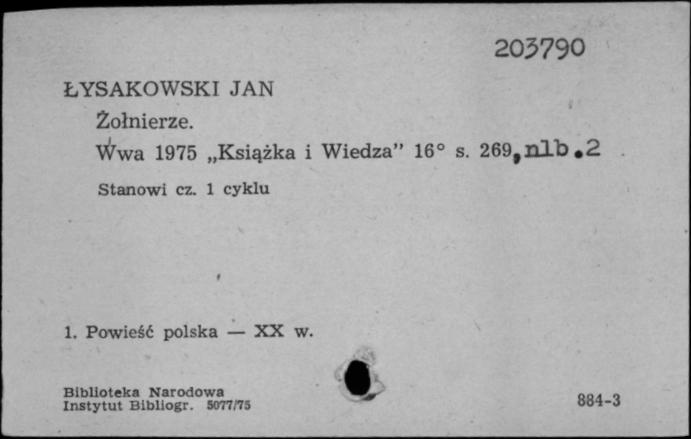 203790
ŁYSAKOWSKI JAN
Żołnierze.
Wwa 1975 „Książka i Wiedza” 16° s. 269, nlb.2
Stanowi cz. 1 cyklu
1. Powieść polska — XX w.
Biblioteka Narodowa
Instytut Bibliogr. 5077/75
884-3